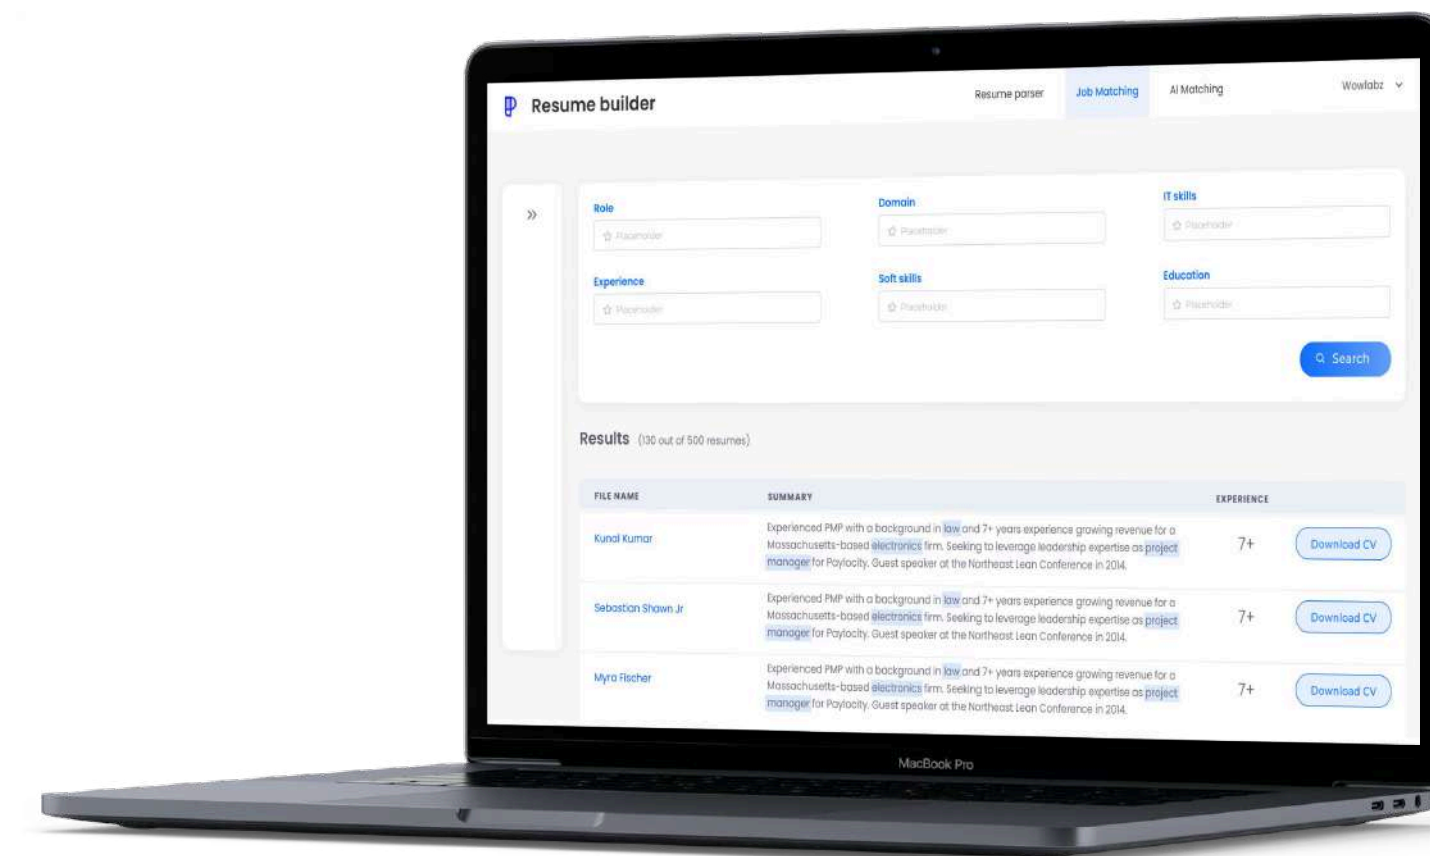 Resume builder
Resume parser
Job Matching
AI Matching
Wowlabz
Role
Domain
IT skills
Placeholder
Placeholder
Placeholder
Experience
Soft skills
Education
Placeholder
Placeholder
Placeholder
Search
Results (130 out of 500 resumes)
FILE NAME
SUMMARY
EXPERIENCE
Kunal Kumar
Experienced PMP with a background in law and 7+ years experience growing revenue for a
Massachusetts-based electronics firm. Seeking to leverage leadership expertise as project
manager for Paylocity. Guest speaker at the Northeast Lean Conference in 2014.
7+
Download CV
Sebastian Shawn Jr
Experienced PMP with a background in law and 7+ years experience growing revenue for a
Massachusetts-based electronics firm. Seeking to leverage leadership expertise as project
manager for Paylocity. Guest speaker at the Northeast Lean Conference in 2014.
7+
Download CV
Myra Fischer
Experienced PMP with a background in law and 7+ years experience growing revenue for a
Massachusetts-based electronics firm. Seeking to leverage leadership expertise as project
manager for Paylocity. Guest speaker at the Northeast Lean Conference in 2014.
7+
Download CV
MacBook Pro